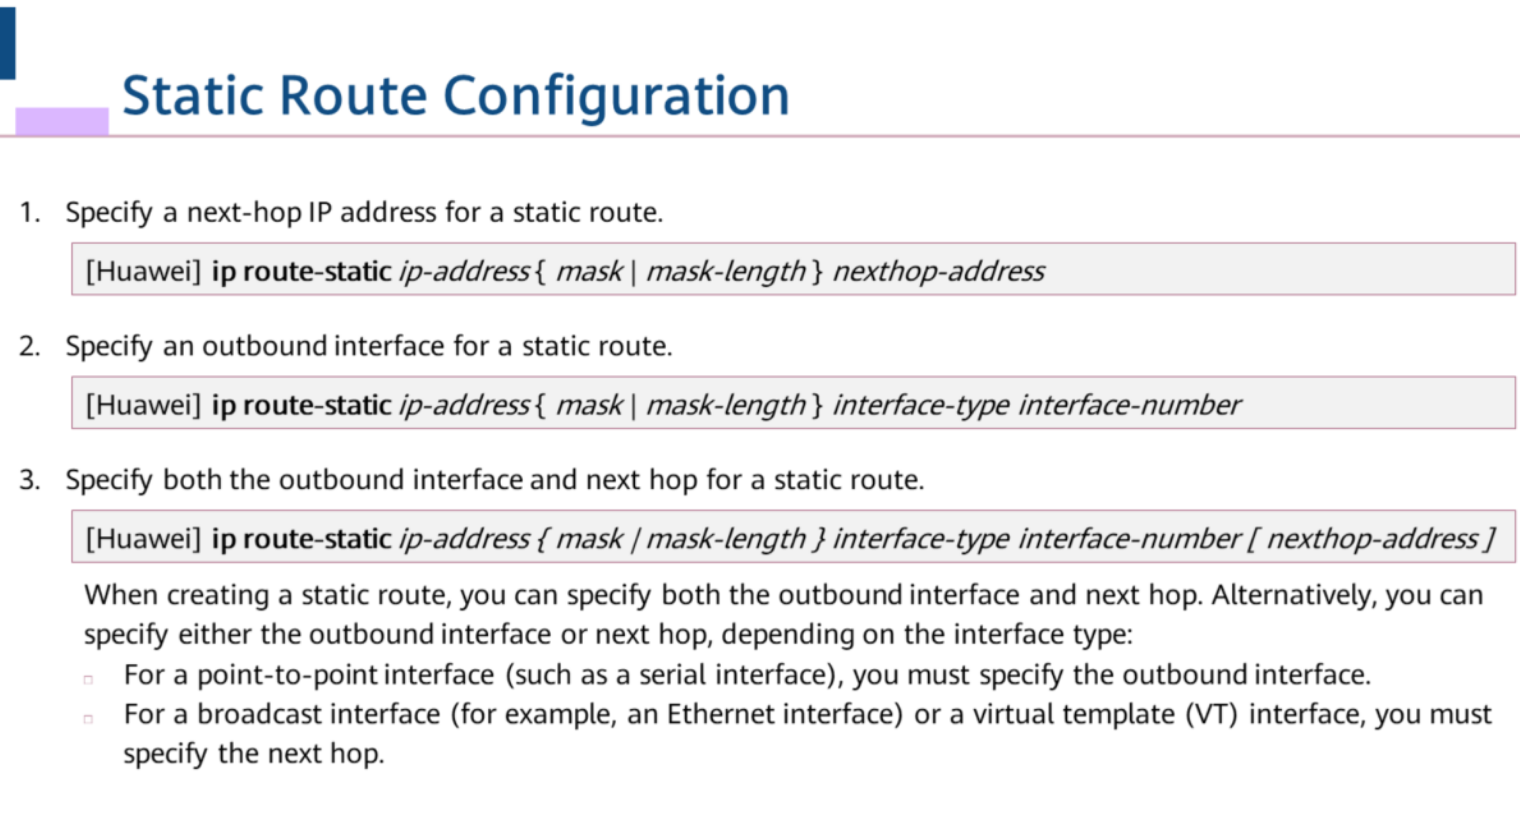 Static Route Configuration
1. Specify a next-hop IP address for a static route.
[Huawei] ip route-static ip-address { mask | mask-length } nexthop-address
2. Specify an outbound interface for a static route.
[Huawei] ip route-static ip-address { mask | mask-length } interface-type interface-number
3. Specify both the outbound interface and next hop for a static route.
[Huawei] ip route-static ip-address { mask | mask-length } interface-type interface-number [ nexthop-address ]
When creating a static route, you can specify both the outbound interface and next hop. Alternatively, you can
specify either the outbound interface or next hop, depending on the interface type:
□ For a point-to-point interface (such as a serial interface), you must specify the outbound interface.
□ For a broadcast interface (for example, an Ethernet interface) or a virtual template (VT) interface, you must
specify the next hop.